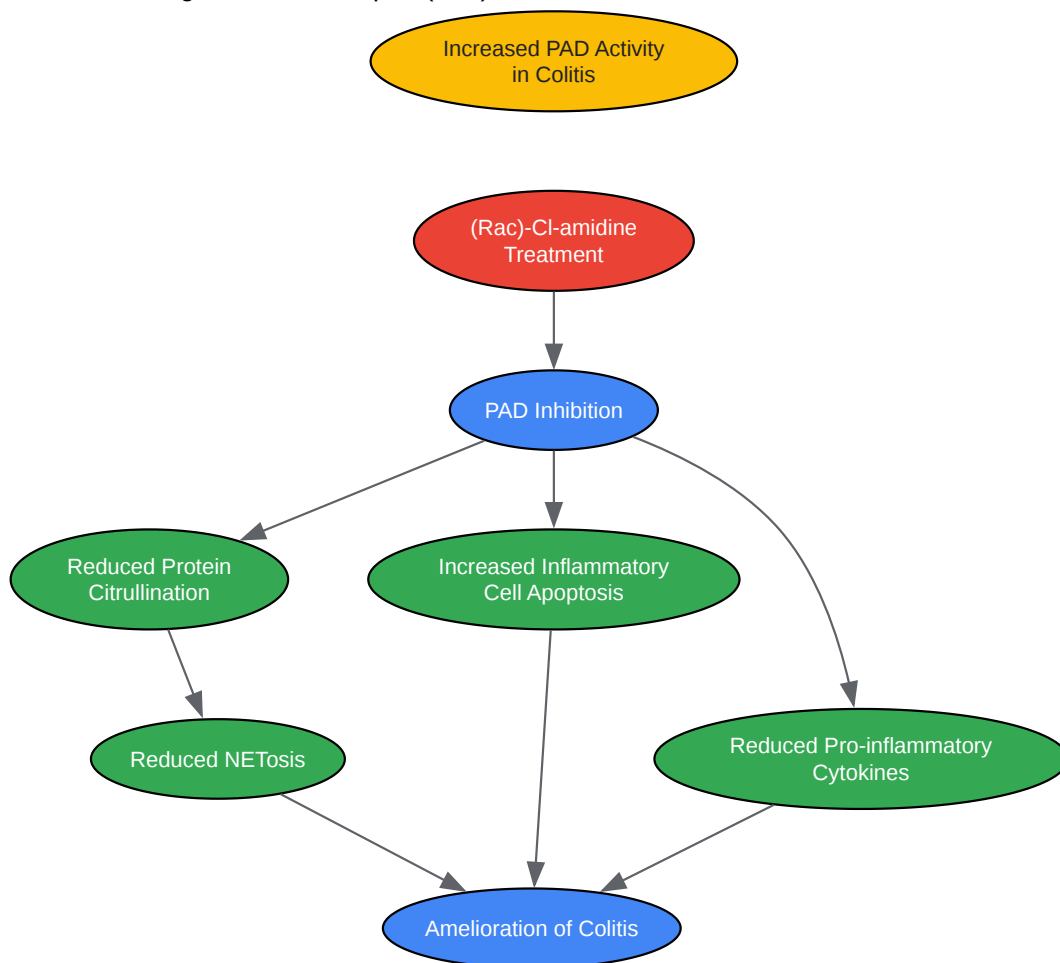 Increased PAD Activity
in Colitis
(Rac)-Cl-amidine
Treatment
PAD Inhibition
Reduced Protein
Citrullination
Increased Inflammatory
Cell Apoptosis
Reduced NETosis
Reduced Pro-inflammatory
Cytokines
Amelioration of Colitis